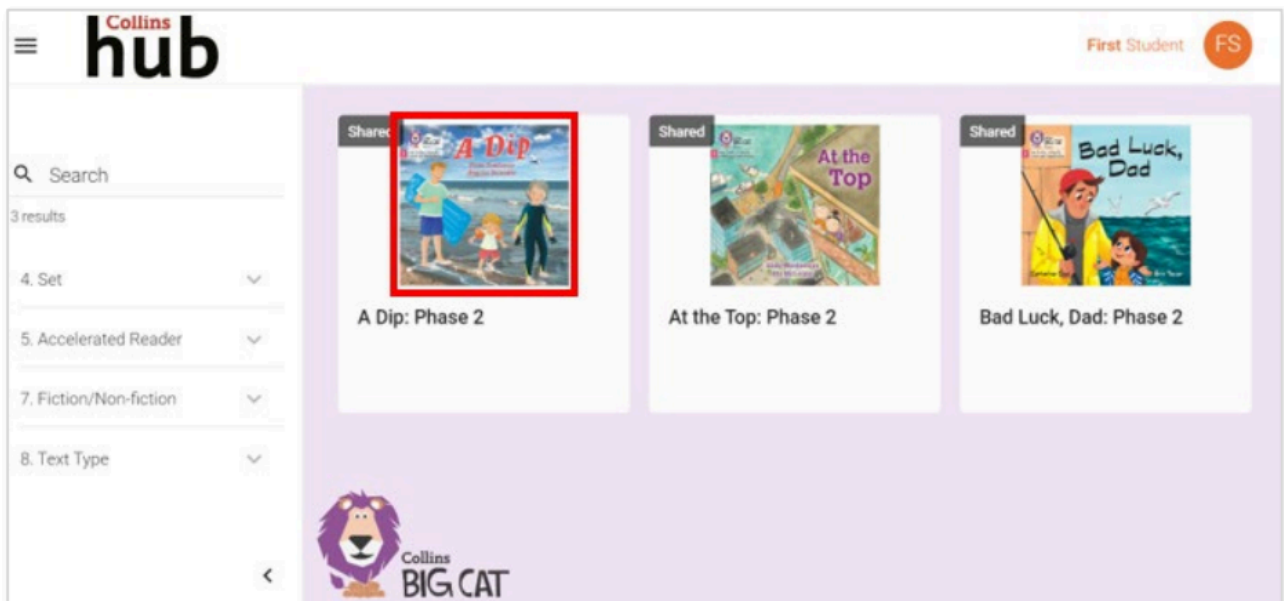 Collins
hub
First Student
FS
Search
3 results
4. Set
5. Accelerated Reader
7. Fiction/Non-fiction
8. Text Type
Shared
A Dip
A Dip: Phase 2
Shared
At the
Top
At the Top: Phase 2
Shared
Bad Luck,
Dad
Bad Luck, Dad: Phase 2
Collins
BIG CAT